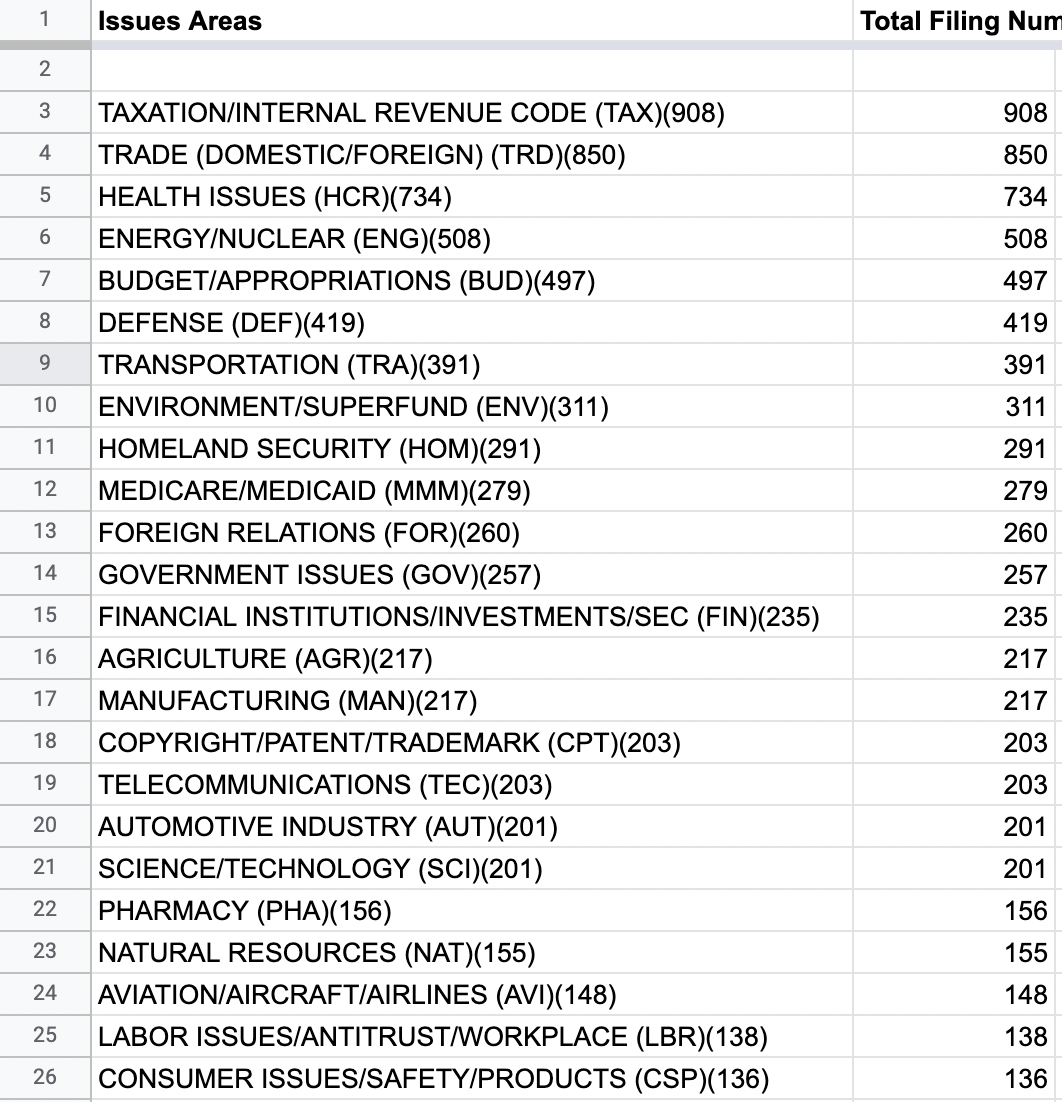 1 Issues Areas Total Filing Num
2
3 TAXATION/INTERNAL REVENUE CODE (TAX)(908) 908
4 TRADE (DOMESTIC/FOREIGN) (TRD)(850) 850
5 HEALTH ISSUES (HCR)(734) 734
6 ENERGY/NUCLEAR (ENG)(508) 508
7 BUDGET/APPROPRIATIONS (BUD)(497) 497
8 DEFENSE (DEF)(419) 419
9 TRANSPORTATION (TRA)(391) 391
10 ENVIRONMENT/SUPERFUND (ENV)(311) 311
11 HOMELAND SECURITY (HOM)(291) 291
12 MEDICARE/MEDICAID (MMM)(279) 279
13 FOREIGN RELATIONS (FOR)(260) 260
14 GOVERNMENT ISSUES (GOV)(257) 257
15 FINANCIAL INSTITUTIONS/INVESTMENTS/SEC (FIN)(235) 235
16 AGRICULTURE (AGR)(217) 217
17 MANUFACTURING (MAN)(217) 217
18 COPYRIGHT/PATENT/TRADEMARK (CPT)(203) 203
19 TELECOMMUNICATIONS (TEC)(203) 203
20 AUTOMOTIVE INDUSTRY (AUT)(201) 201
21 SCIENCE/TECHNOLOGY (SCI)(201) 201
22 PHARMACY (PHA)(156) 156
23 NATURAL RESOURCES (NAT)(155) 155
24 AVIATION/AIRCRAFT/AIRLINES (AVI)(148) 148
25 LABOR ISSUES/ANTITRUST/WORKPLACE (LBR)(138) 138
26 CONSUMER ISSUES/SAFETY/PRODUCTS (CSP)(136) 136